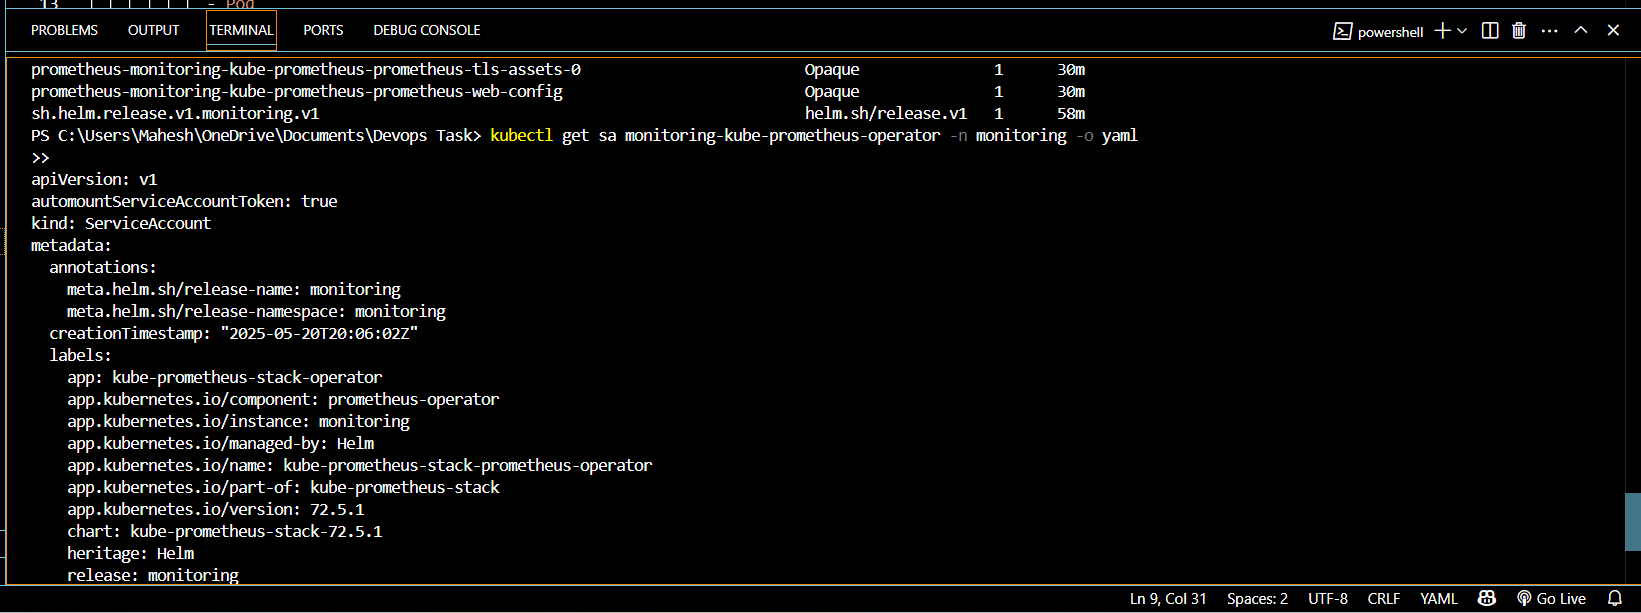 13 - Pod
PROBLEMS OUTPUT TERMINAL PORTS DEBUG CONSOLE powershell
prometheus-monitoring-kube-prometheus-prometheus-tls-assets-0 Opaque 1 30m
prometheus-monitoring-kube-prometheus-prometheus-web-config Opaque 1 30m
sh.helm.release.v1.monitoring.v1 helm.sh/release.v1 1 58m
PS C:\Users\Mahesh\OneDrive\Documents\Devops Task> kubectl get sa monitoring-kube-prometheus-operator -n monitoring -o yaml
>>
apiVersion: v1
automountServiceAccountToken: true
kind: ServiceAccount
metadata:
  annotations:
    meta.helm.sh/release-name: monitoring
    meta.helm.sh/release-namespace: monitoring
  creationTimestamp: "2025-05-20T20:06:02Z"
  labels:
    app: kube-prometheus-stack-operator
    app.kubernetes.io/component: prometheus-operator
    app.kubernetes.io/instance: monitoring
    app.kubernetes.io/managed-by: Helm
    app.kubernetes.io/name: kube-prometheus-stack-prometheus-operator
    app.kubernetes.io/part-of: kube-prometheus-stack
    app.kubernetes.io/version: 72.5.1
    chart: kube-prometheus-stack-72.5.1
    heritage: Helm
    release: monitoring
Ln 9, Col 31 Spaces: 2 UTF-8 CRLF YAML Go Live